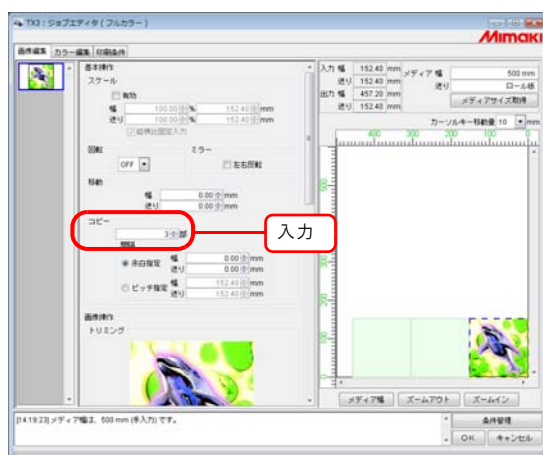 TX3 : ジョブエディタ ( フルカラー )
Mimaki
画像編集 カラー編集 印刷条件
基本操作
スケール
有効
幅 100.00 % 152.40 mm
送り 100.00 % 152.40 mm
縦横比固定入力
回転 ミラー
OFF 左右反転
移動
幅 0.00 mm
送り 0.00 mm
コピー
3 部
入力
間隔
余白指定 幅 0.00 mm
送り 0.00 mm
ピッチ指定 幅 152.40 mm
送り 152.40 mm
画像操作
トリミング
入力 幅 152.40 mm メディア 幅 500 mm
送り 152.40 mm 送り ロール紙
出力 幅 457.20 mm メディアサイズ取得
送り 152.40 mm
カーソルキー移動量 10 mm
400 300 200 100 0
メディア幅 ズームアウト ズームイン
[14:19:23] メディア幅は、 500 mm (手入力) です。
条件管理
OK キャンセル